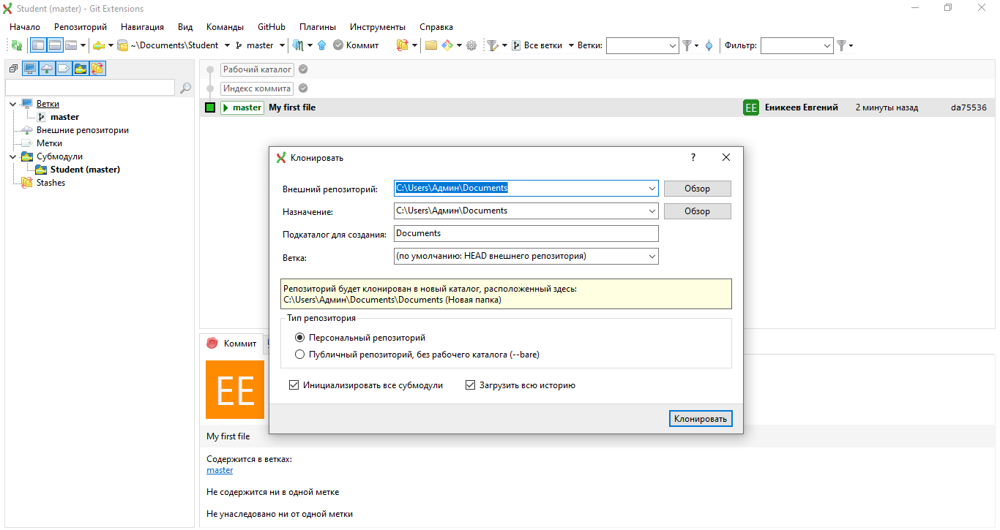 Student (master) - Git Extensions
Начало Репозиторий Навигация Вид Команды GitHub Плагины Инструменты Справка
~\Documents\Student master Коммит Все ветки Ветки: Фильтр:
Рабочий каталог
Индекс коммита
master My first file EE Еникеев Евгений 2 минуты назад da75536
Ветки
master
Внешние репозитории
Метки
Субмодули
Student (master)
Stashes
Клонировать ?
Внешний репозиторий: C:\Users\Админ\Documents Обзор
Назначение: C:\Users\Админ\Documents Обзор
Подкаталог для создания: Documents
Ветка: (по умолчанию: HEAD внешнего репозитория)
Репозиторий будет клонирован в новый каталог, расположенный здесь:
C:\Users\Админ\Documents\Documents (Новая папка)
Тип репозитория
Персональный репозиторий
Публичный репозиторий, без рабочего каталога (--bare)
Инициализировать все субмодули Загрузить всю историю
Клонировать
Коммит
EE
My first file
Содержится в ветках:
master
Не содержится ни в одной метке
Не унаследовано ни от одной метки